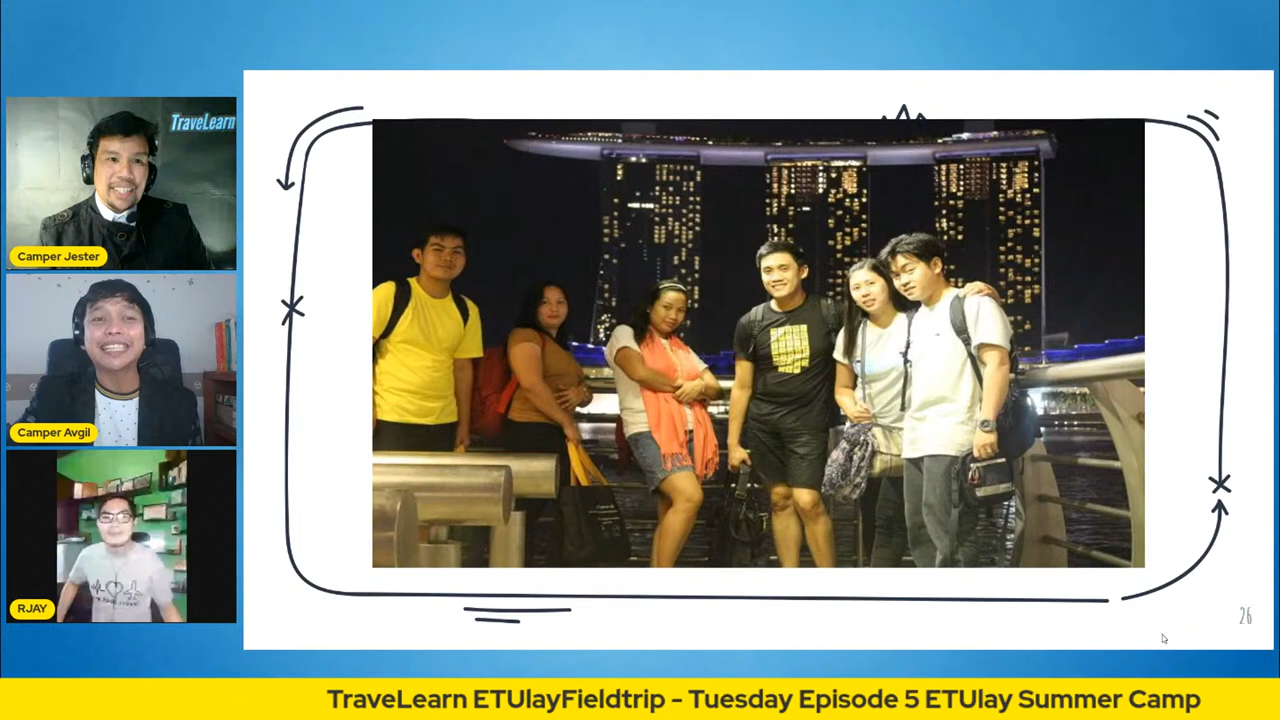 TraveLearn
Camper Jester
Camper Avgil
RJAY
26
TraveLearn ETUlayFieldtrip - Tuesday Episode 5 ETUlay Summer Camp